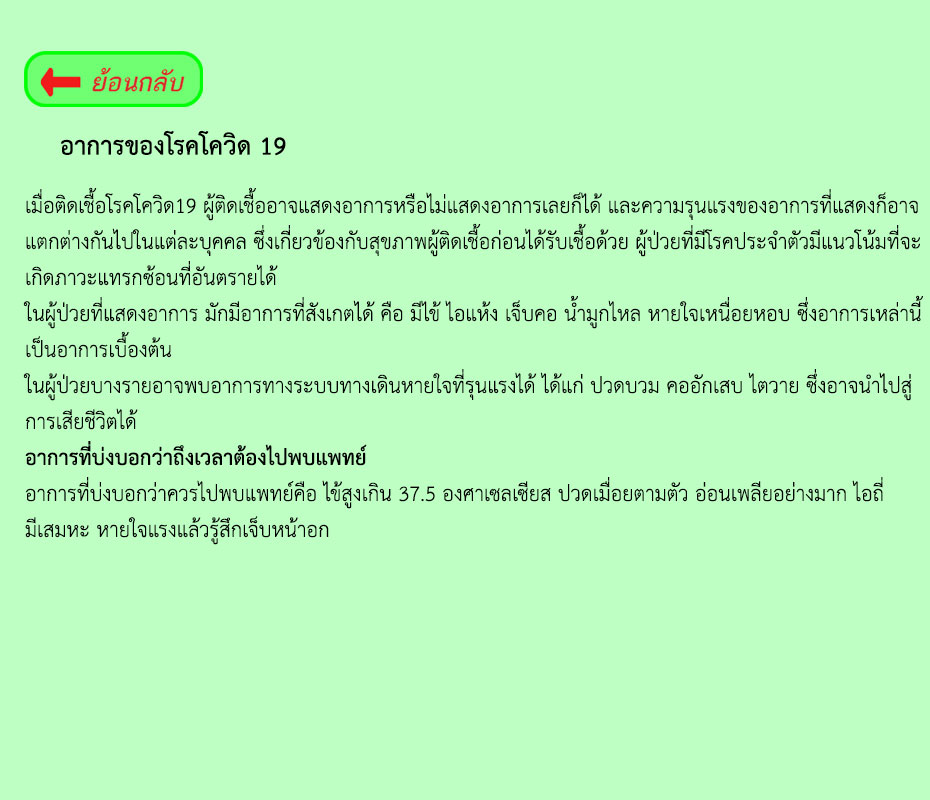 ย้อนกลับ
อาการของโรคโควิด 19
เมื่อติดเชื้อโรคโควิด19 ผู้ติดเชื้ออาจแสดงอาการหรือไม่แสดงอาการเลยก็ได้ และความรุนแรงของอาการที่แสดงก็อาจ
แตกต่างกันไปในแต่ละบุคคล ซึ่งเกี่ยวข้องกับสุขภาพผู้ติดเชื้อก่อนได้รับเชื้อด้วย ผู้ป่วยที่มีโรคประจำตัวมีแนวโน้มที่จะ
เกิดภาวะแทรกซ้อนที่อันตรายได้
ในผู้ป่วยที่แสดงอาการ มักมีอาการที่สังเกตได้ คือ มีไข้ ไอแห้ง เจ็บคอ น้ำมูกไหล หายใจเหนื่อยหอบ ซึ่งอาการเหล่านี้
เป็นอาการเบื้องต้น
ในผู้ป่วยบางรายอาจพบอาการทางระบบทางเดินหายใจที่รุนแรงได้ ได้แก่ ปวดบวม คออักเสบ ไตวาย ซึ่งอาจนำไปสู่
การเสียชีวิตได้
อาการที่บ่งบอกว่าถึงเวลาต้องไปพบแพทย์
อาการที่บ่งบอกว่าควรไปพบแพทย์คือ ไข้สูงเกิน 37.5 องศาเซลเซียส ปวดเมื่อยตามตัว อ่อนเพลียอย่างมาก ไอถี่
มีเสมหะ หายใจแรงแล้วรู้สึกเจ็บหน้าอก